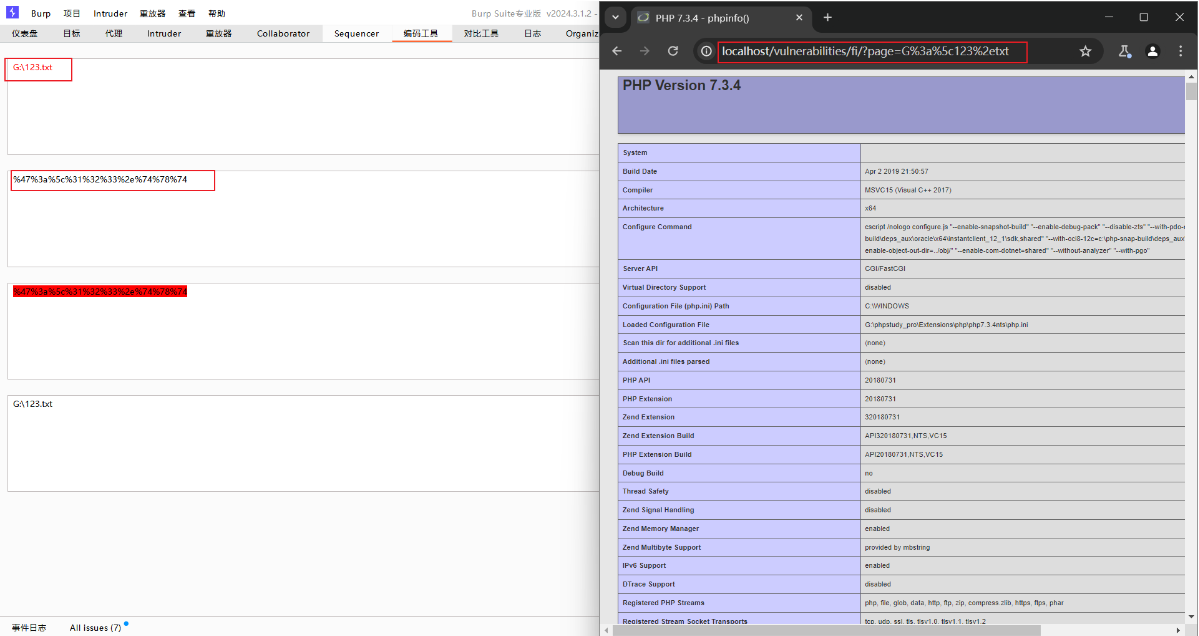 Burp 项目 Intruder 重放器 查看 帮助 Burp Suite专业版 v2024.3.1.2 -
仪表盘 目标 代理 Intruder 重放器 Collaborator Sequencer 编码工具 对比工具 日志 Organiz
G:\123.txt
%47%3a%5c%31%32%33%2e%74%78%74
%47%3a%5c%31%32%33%2e%74%78%74
G:\123.txt
事件日志 All issues (7)
PHP 7.3.4 - phpinfo()
localhost/vulnerabilities/fi/?page=G%3a%5c123%2etxt
PHP Version 7.3.4
System
Build Date Apr 2 2019 21:50:57
Compiler MSVC15 (Visual C++ 2017)
Architecture x64
Configure Command cscript /nologo configure.js "--enable-snapshot-build" "--enable-debug-pack" "--disable-zts" "--with-pdo-
build\deps_aux\oracle\x64\instantclient_12_1\sdk,shared" "--with-oci8-12c=c:\php-snap-build\deps_aux
enable-object-out-dir=../obj/" "--enable-com-dotnet=shared" "--without-analyzer" "--with-pgo"
Server API CGI/FastCGI
Virtual Directory Support disabled
Configuration File (php.ini) Path C:\WINDOWS
Loaded Configuration File G:\phpstudy_pro\Extensions\php\php7.3.4nts\php.ini
Scan this dir for additional .ini files (none)
Additional .ini files parsed (none)
PHP API 20180731
PHP Extension 20180731
Zend Extension 320180731
Zend Extension Build API320180731,NTS,VC15
PHP Extension Build API20180731,NTS,VC15
Debug Build no
Thread Safety disabled
Zend Signal Handling disabled
Zend Memory Manager enabled
Zend Multibyte Support provided by mbstring
IPv6 Support enabled
DTrace Support disabled
Registered PHP Streams php, file, glob, data, http, ftp, zip, compress.zlib, https, ftps, phar
Registered Stream Socket Transports tcp, udp, ssl, tls, tlsv1.0, tlsv1.1, tlsv1.2